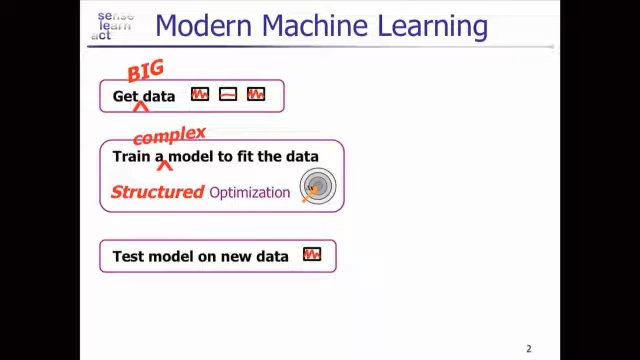 sense
learn
act
Modern Machine Learning
BIG
Get data
complex
Train a model to fit the data
Structured Optimization
Test model on new data
2